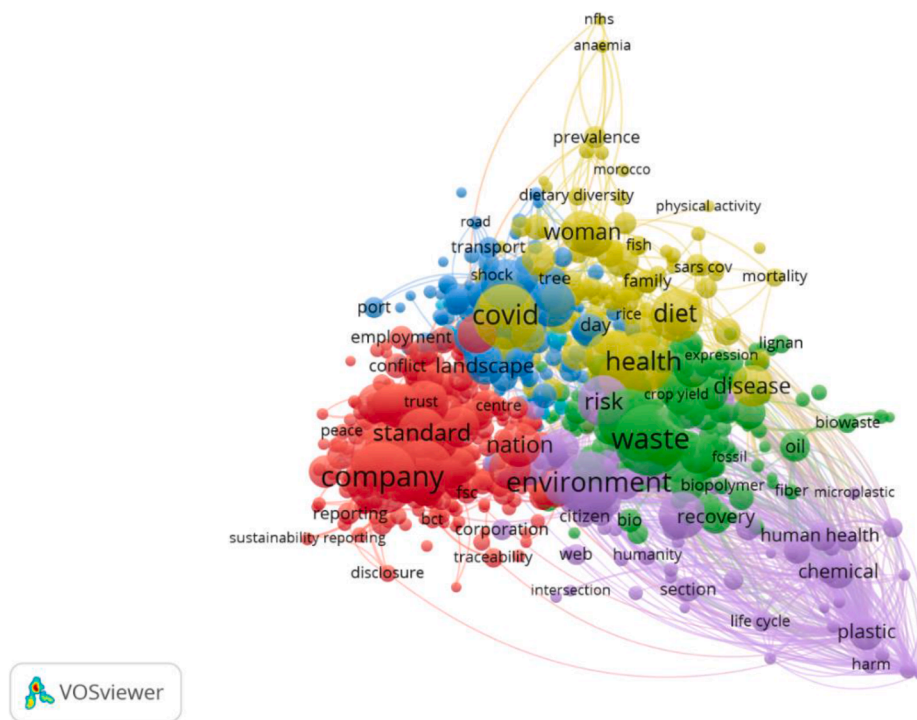 nfhs
anaemia
prevalence
morocco
dietary diversity
physical activity
road
woman
transport
fish
shock
tree
family
sars cov
mortality
port
covid
day
rice
diet
employment
lignan
conflict
landscape
health
expression
crop yield
disease
trust
centre
risk
biowaste
peace
standard
nation
waste
oil
fossil
company
environment
biopolymer
fiber
microplastic
fsc
reporting
bct
citizen
bio
recovery
corporation
sustainability reporting
human health
traceability
web
humanity
disclosure
chemical
intersection
section
life cycle
plastic
harm
VOSviewer